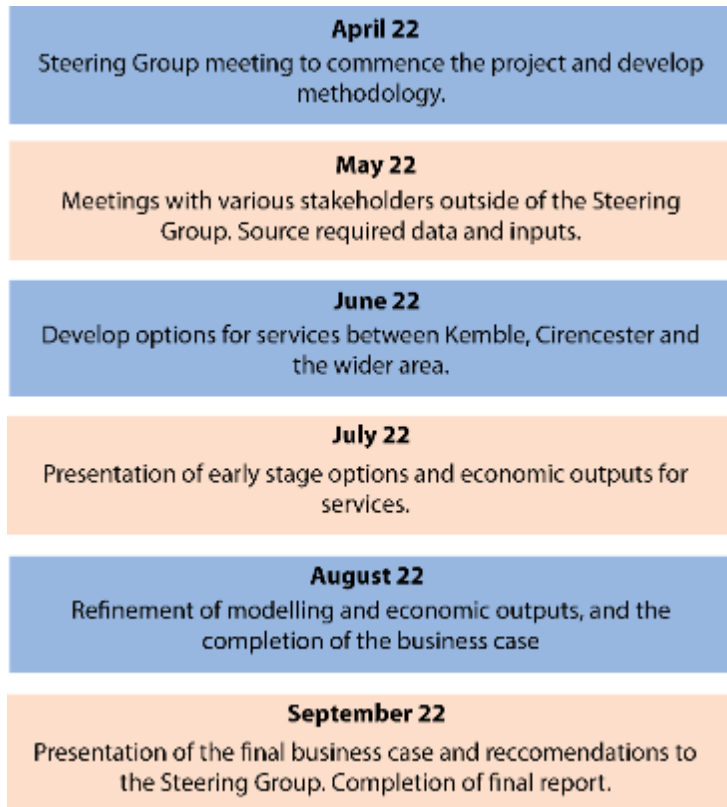 April 22
Steering Group meeting to commence the project and develop
methodology.
May 22
Meetings with various stakeholders outside of the Steering
Group. Source required data and inputs.
June 22
Develop options for services between Kemble, Cirencester and
the wider area.
July 22
Presentation of early stage options and economic outputs for
services.
August 22
Refinement of modelling and economic outputs, and the
completion of the business case
September 22
Presentation of the final business case and reccomendations to
the Steering Group. Completion of final report.